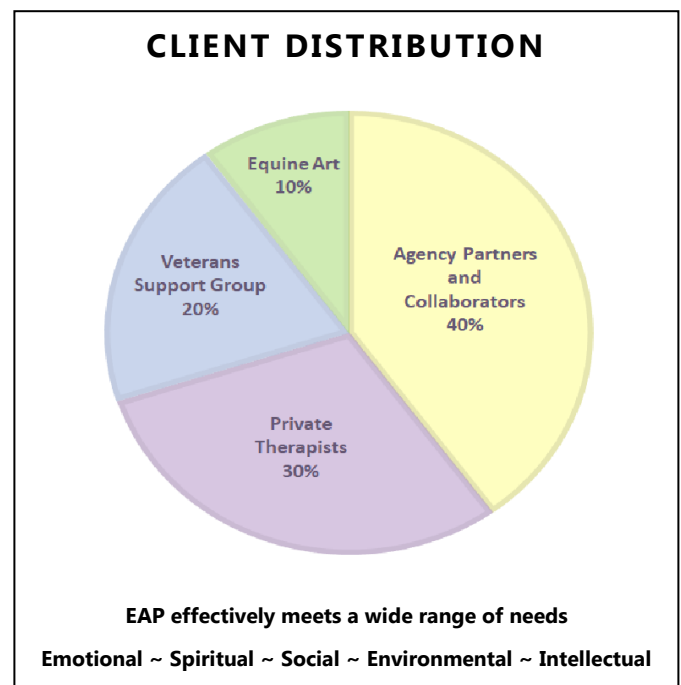 CLIENT DISTRIBUTION
Equine Art
10%
Agency Partners
and
Collaborators
40%
Veterans
Support Group
20%
Private
Therapists
30%
EAP effectively meets a wide range of needs
Emotional ~ Spiritual ~ Social ~ Environmental ~ Intellectual